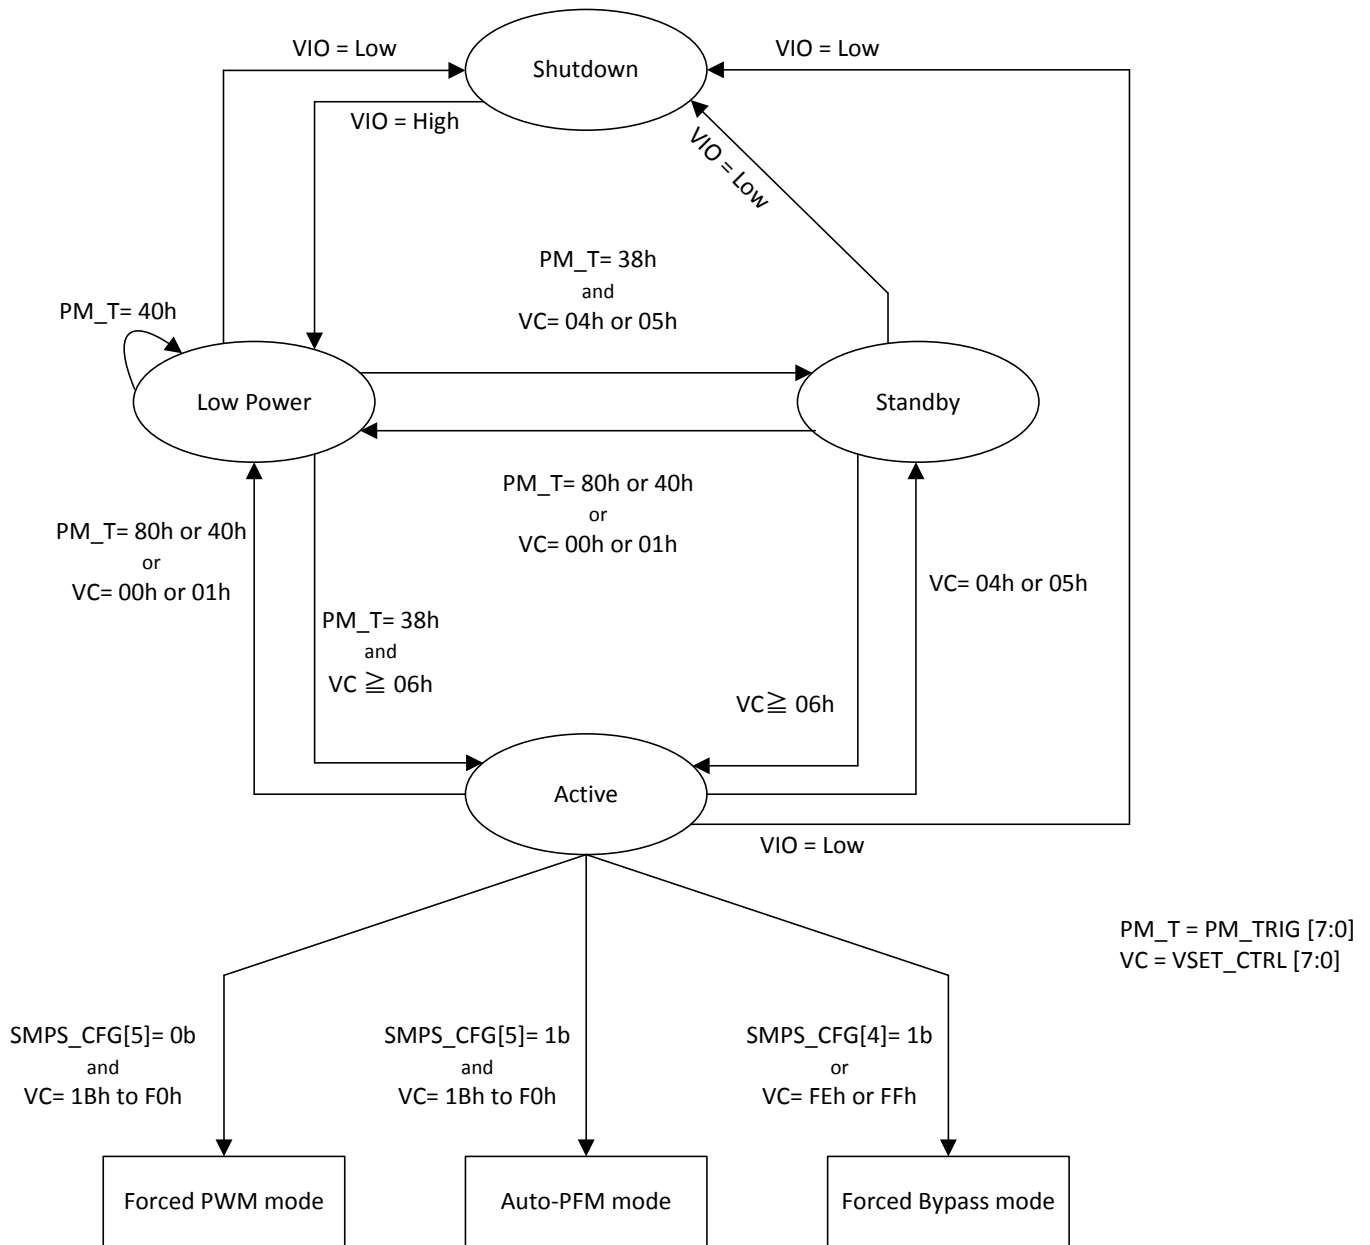 VIO = Low
VIO = Low
Shutdown
VIO = High
VIO = Low
PM_T= 38h
and
VC= 04h or 05h
PM_T= 40h
Low Power
Standby
PM_T= 80h or 40h
or
VC= 00h or 01h
PM_T= 80h or 40h
or
VC= 00h or 01h
VC= 04h or 05h
PM_T= 38h
and
VC ≧ 06h
VC≧ 06h
Active
VIO = Low
PM_T = PM_TRIG [7:0]
VC = VSET_CTRL [7:0]
SMPS_CFG[5]= 0b
and
VC= 1Bh to F0h
SMPS_CFG[5]= 1b
and
VC= 1Bh to F0h
SMPS_CFG[4]= 1b
or
VC= FEh or FFh
Forced PWM mode
Auto-PFM mode
Forced Bypass mode